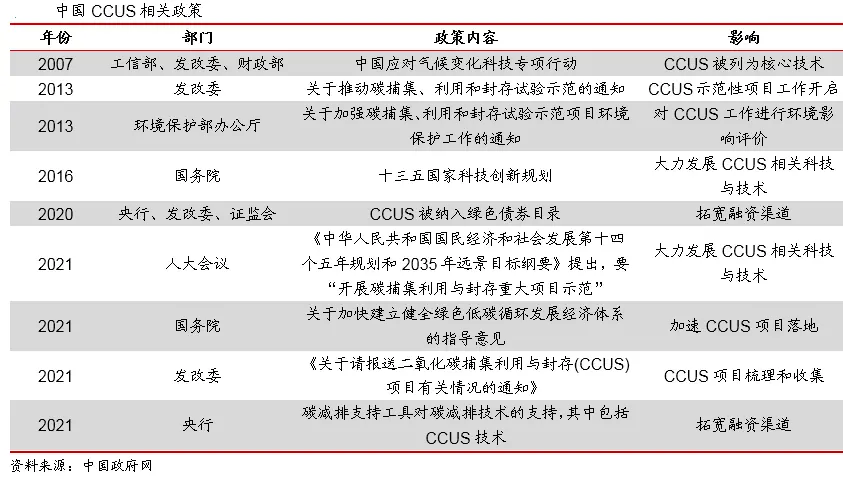 中国 CCUS 相关政策
年份 部门 政策内容 影响
2007 工信部、发改委、财政部 中国应对气候变化科技专项行动 CCUS 被列为核心技术
2013 发改委 关于推动碳捕集、利用和封存试验示范的通知 CCUS 示范性项目工作开启
2013 环境保护部办公厅 关于加强碳捕集、利用和封存试验示范项目环境
保护工作的通知 对 CCUS 工作进行环境影
响评价
2016 国务院 十三五国家科技创新规划 大力发展 CCUS 相关科技
与技术
2020 央行、发改委、证监会 CCUS 被纳入绿色债券目录 拓宽融资渠道
2021 人大会议 《中华人民共和国国民经济和社会发展第十四
个五年规划和 2035 年远景目标纲要》提出，要
“开展碳捕集利用与封存重大项目示范” 大力发展 CCUS 相关科技
与技术
2021 国务院 关于加快建立健全绿色低碳循环发展经济体系
的指导意见 加速 CCUS 项目落地
2021 发改委 《关于请报送二氧化碳捕集利用与封存(CCUS)
项目有关情况的通知》 CCUS 项目梳理和收集
2021 央行 碳减排支持工具对碳减排技术的支持，其中包括
CCUS 技术 拓宽融资渠道
资料来源：中国政府网